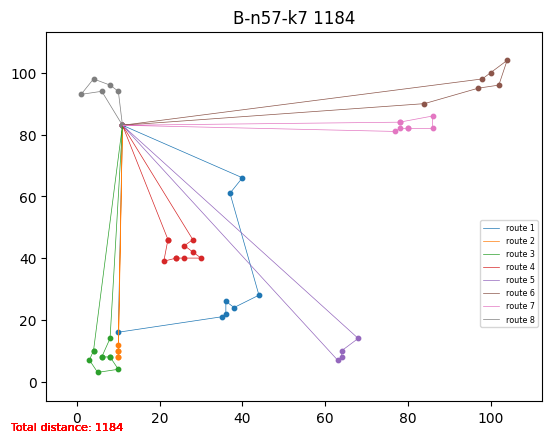 B-n57-k7 1184
100
80
60
40
20
0
route 1
route 2
route 3
route 4
route 5
route 6
route 7
route 8
0
20
40
60
80
100
Total distance: 1184